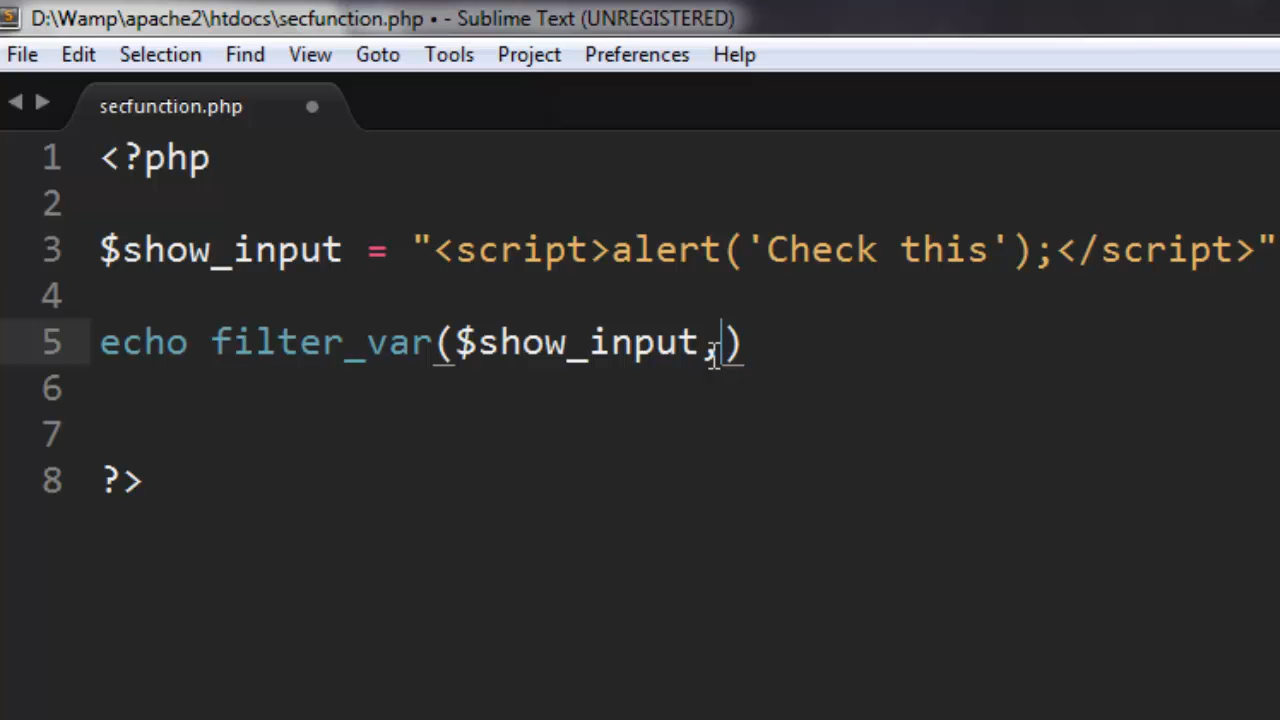 D:\Wamp\apache2\htdocs\secfunction.php • - Sublime Text (UNREGISTERED)
File Edit Selection Find View Goto Tools Project Preferences Help
secfunction.php
1 <?php
2
3 $show_input = "<script>alert('Check this');</script>"
4
5 echo filter_var($show_input,)
6
7
8 ?>